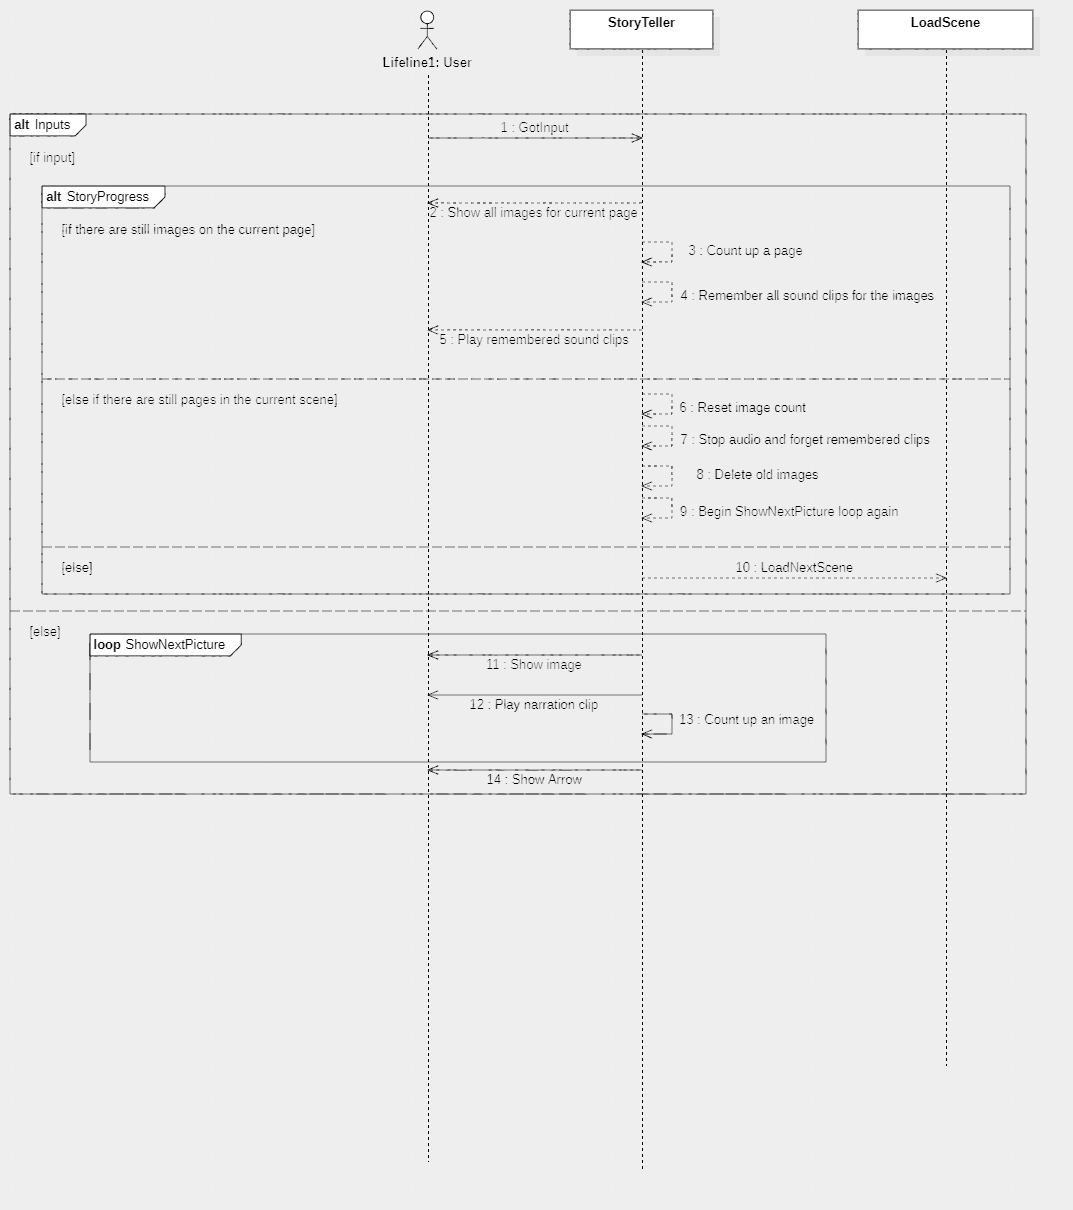 StoryTeller
LoadScene
Lifeline1: User
alt Inputs
1 : GotInput
[if input]
alt StoryProgress
2 : Show all images for current page
[if there are still images on the current page]
3 : Count up a page
4 : Remember all sound clips for the images
5 : Play remembered sound clips
[else if there are still pages in the current scene]
6 : Reset image count
7 : Stop audio and forget remembered clips
8 : Delete old images
9 : Begin ShowNextPicture loop again
[else]
10 : LoadNextScene
[else]
loop ShowNextPicture
11 : Show image
12 : Play narration clip
13 : Count up an image
14 : Show Arrow